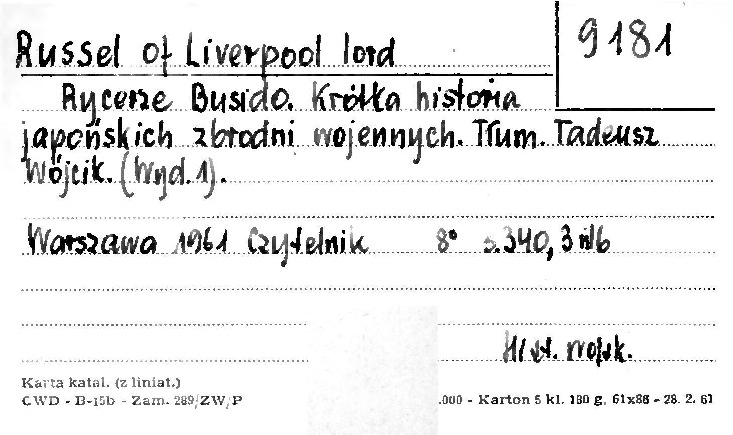 Russel of Liverpool lord
9181
Rycerze Busido. Krótka historia
japońskich zbrodni wojennych. Tłum. Tadeusz
Wójcik. (Wyd. 1).
Warszawa 1961 Czytelnik 8° s. 340, 3 nlb
Hist. wojsk.
Karta katal. (z liniat.)
CWD - B-15b - Zam. 289/ZW/P
.000 - Karton 5 kl. 180 g. 61x86 - 28. 2. 61